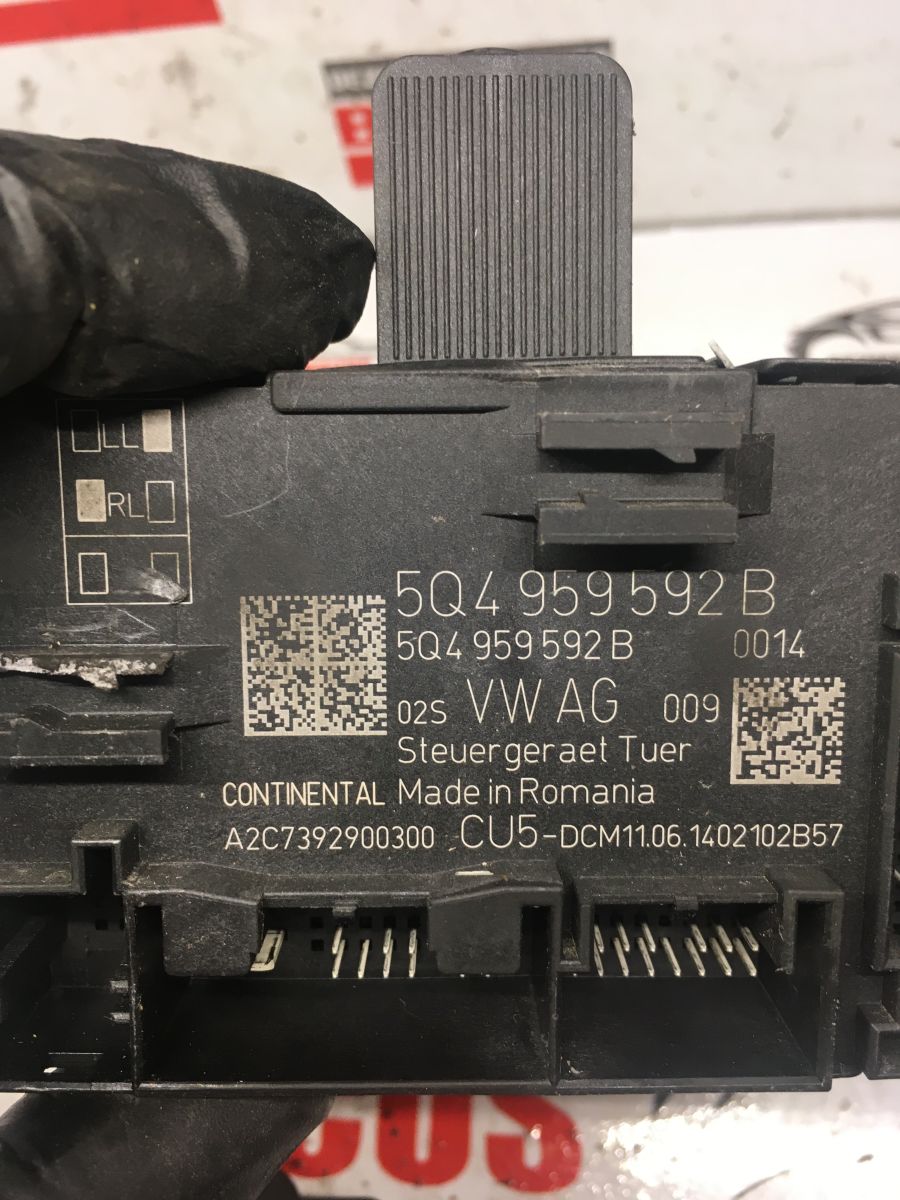 LL
RL
5Q4 959 592 B
5Q4 959 592 B 0014
02S VW AG 009
Steuergeraet Tuer
CONTINENTAL Made in Romania
A2C7392900300 CU5-DCM11.06.1402102B57